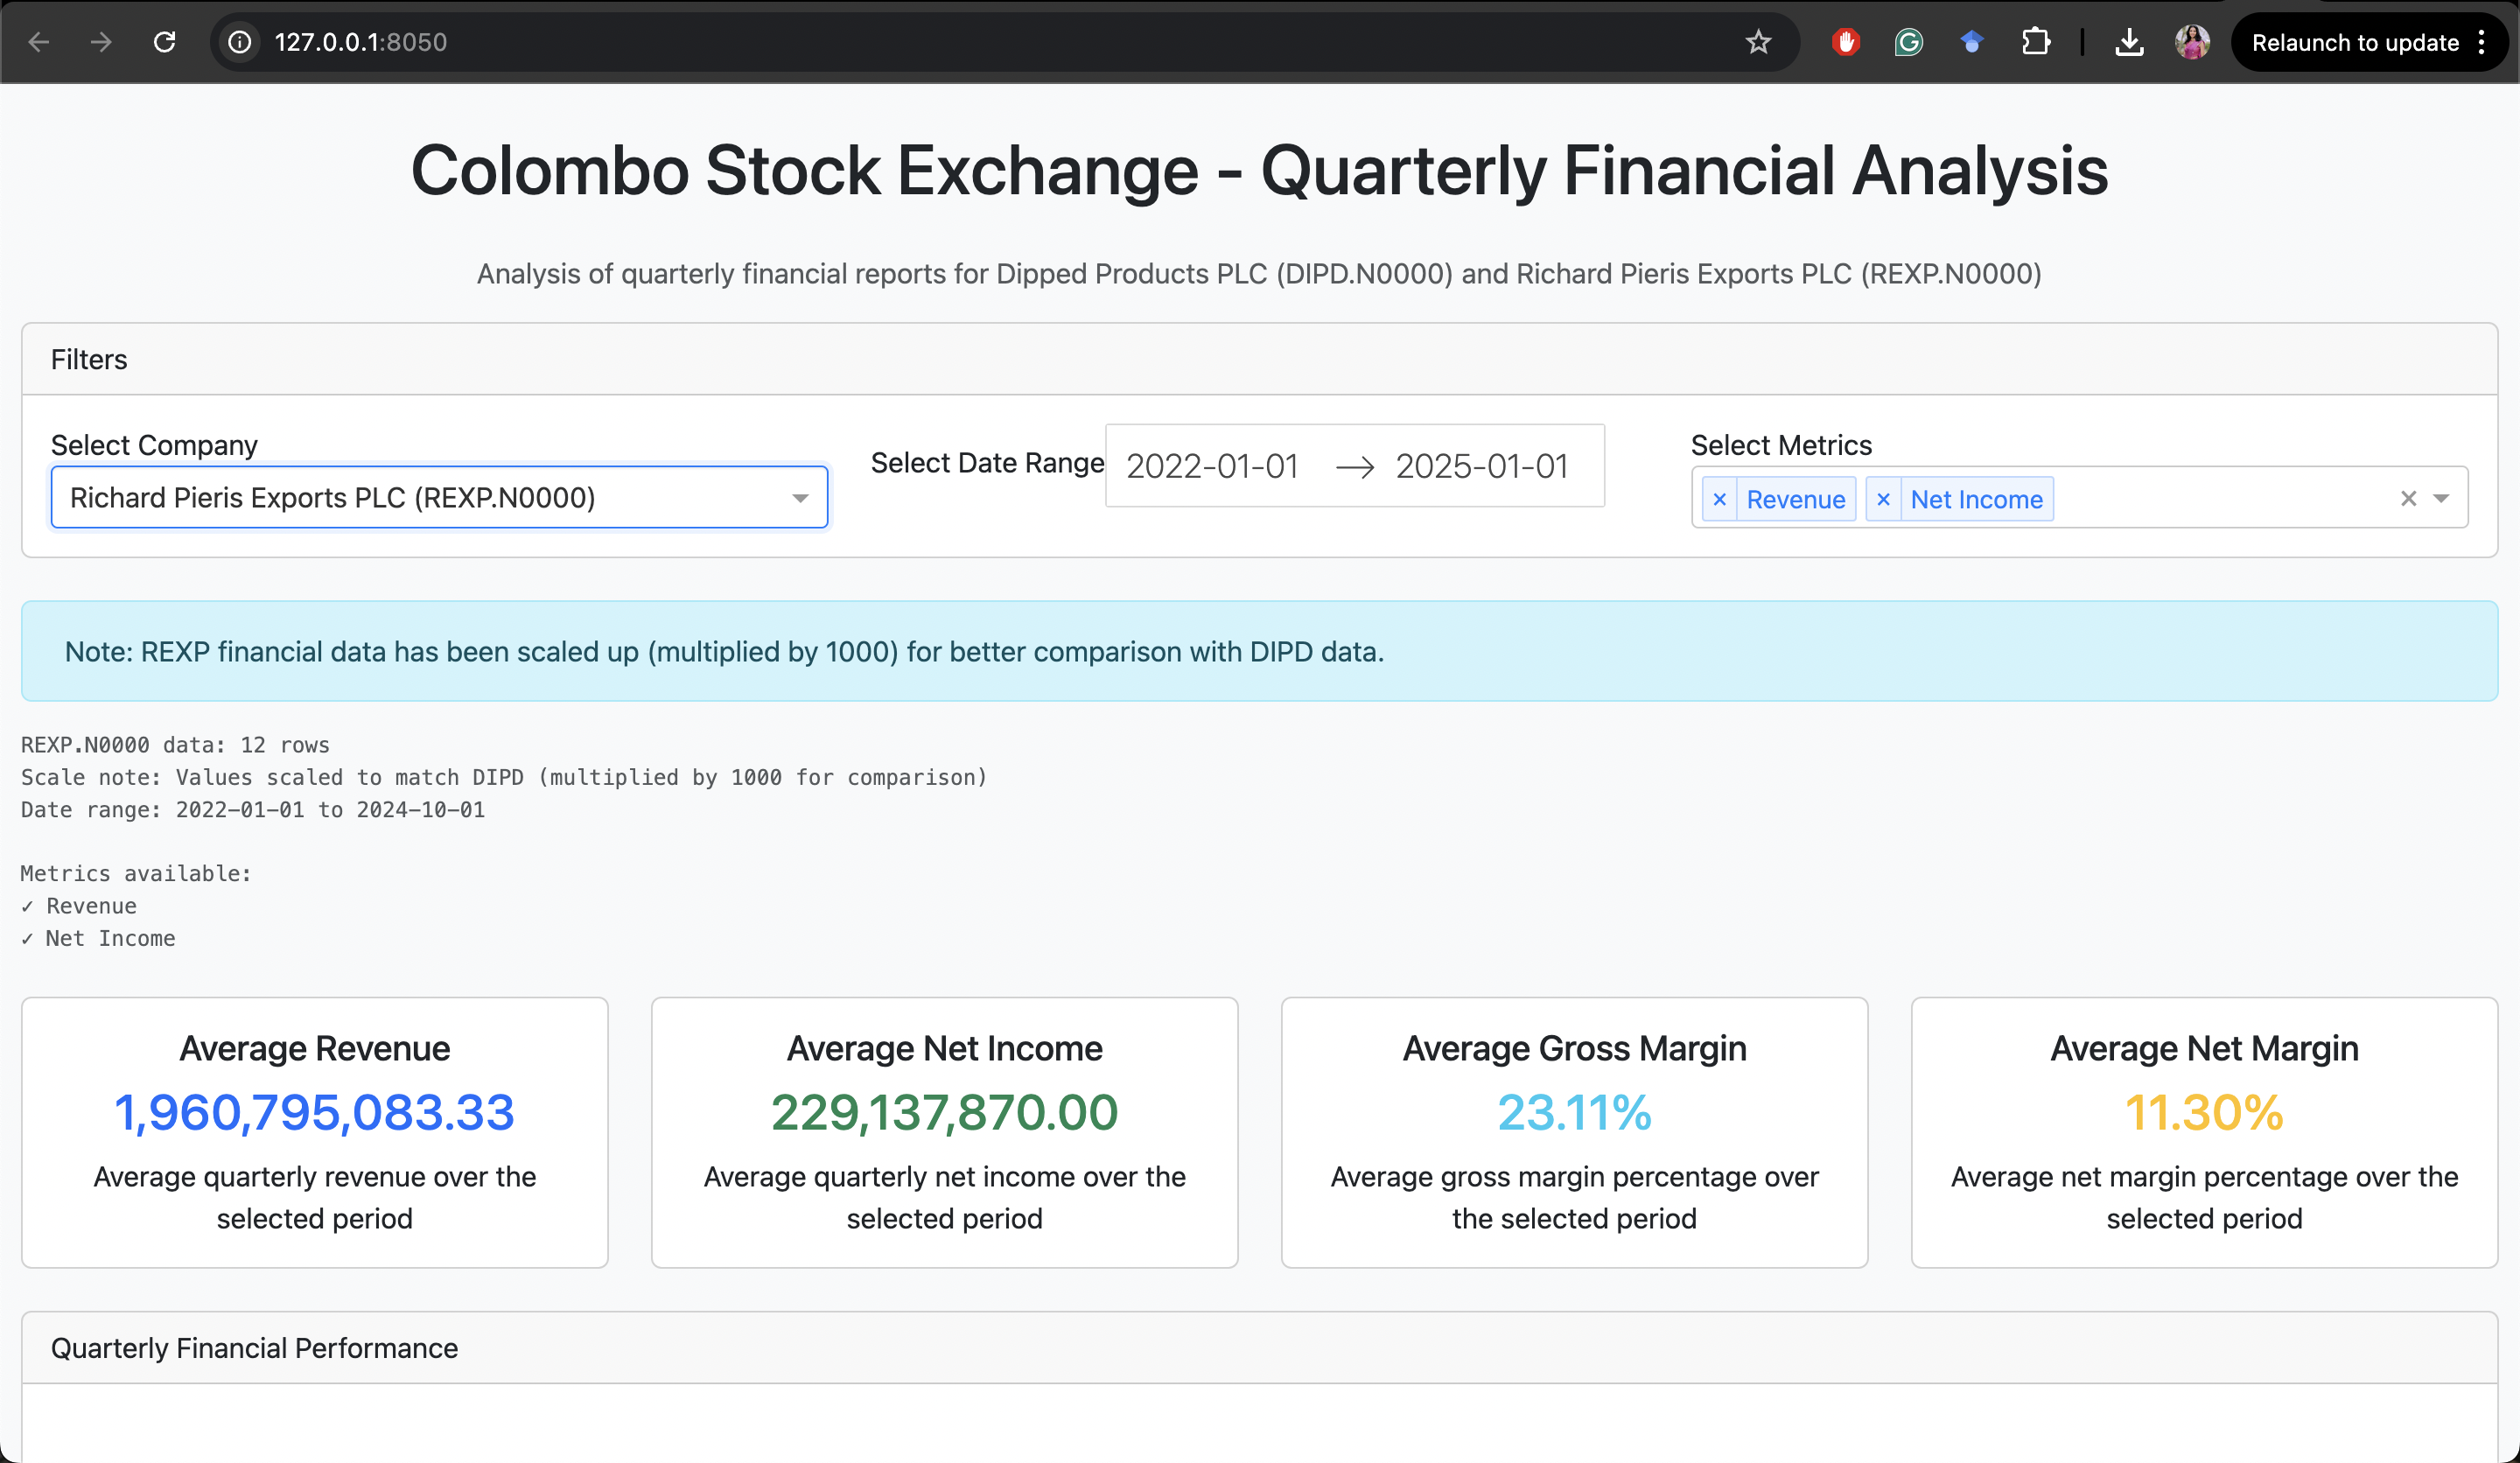 127.0.0.1:8050
Relaunch to update
Colombo Stock Exchange - Quarterly Financial Analysis
Analysis of quarterly financial reports for Dipped Products PLC (DIPD.N0000) and Richard Pieris Exports PLC (REXP.N0000)
Filters
Select Company
Richard Pieris Exports PLC (REXP.N0000)
Select Date Range 2022-01-01 → 2025-01-01
Select Metrics
× Revenue × Net Income ×
Note: REXP financial data has been scaled up (multiplied by 1000) for better comparison with DIPD data.
REXP.N0000 data: 12 rows
Scale note: Values scaled to match DIPD (multiplied by 1000 for comparison)
Date range: 2022-01-01 to 2024-10-01
Metrics available:
✓ Revenue
✓ Net Income
Average Revenue
1,960,795,083.33
Average quarterly revenue over the
selected period
Average Net Income
229,137,870.00
Average quarterly net income over the
selected period
Average Gross Margin
23.11%
Average gross margin percentage over
the selected period
Average Net Margin
11.30%
Average net margin percentage over the
selected period
Quarterly Financial Performance